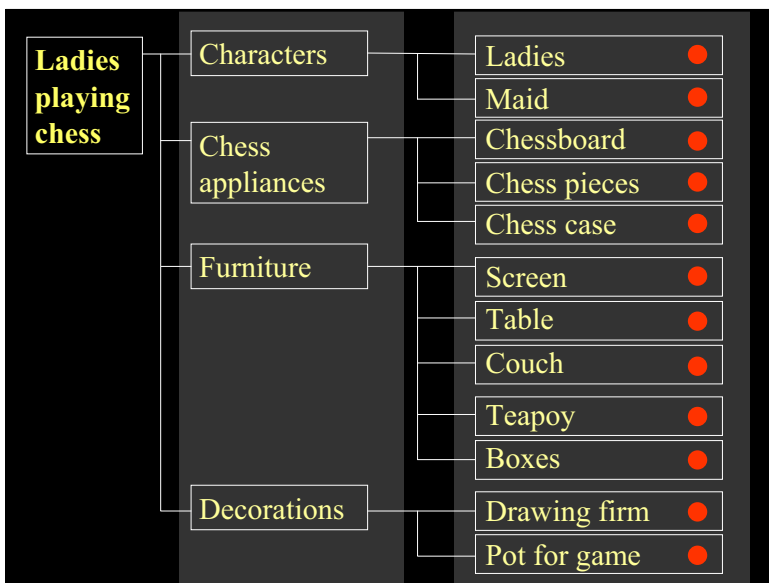 Ladies
playing
chess
Characters
Ladies
Maid
Chess
appliances
Chessboard
Chess pieces
Chess case
Furniture
Screen
Table
Couch
Teapoy
Boxes
Decorations
Drawing firm
Pot for game